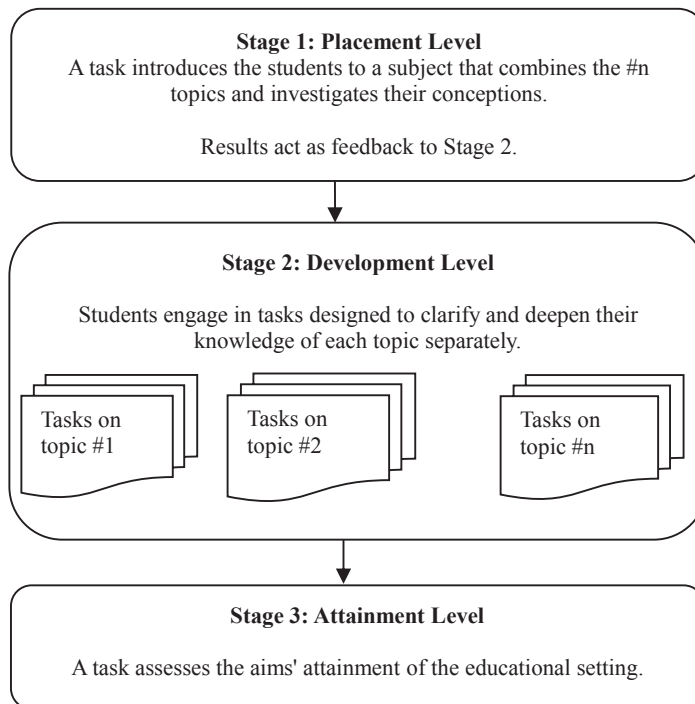 Stage 1: Placement Level
A task introduces the students to a subject that combines the #n
topics and investigates their conceptions.
Results act as feedback to Stage 2.
Stage 2: Development Level
Students engage in tasks designed to clarify and deepen their
knowledge of each topic separately.
Tasks on
topic #1
Tasks on
topic #2
Tasks on
topic #n
Stage 3: Attainment Level
A task assesses the aims' attainment of the educational setting.